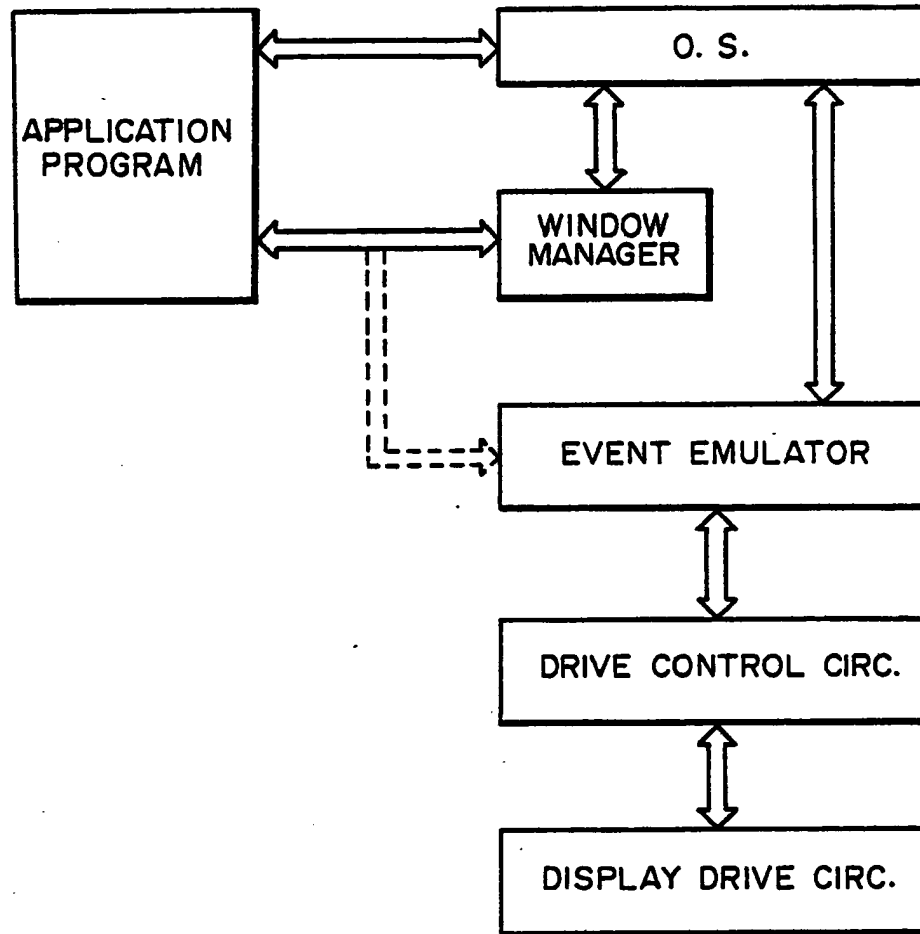 APPLICATION
PROGRAM
O. S.
WINDOW
MANAGER
EVENT EMULATOR
DRIVE CONTROL CIRC.
DISPLAY DRIVE CIRC.